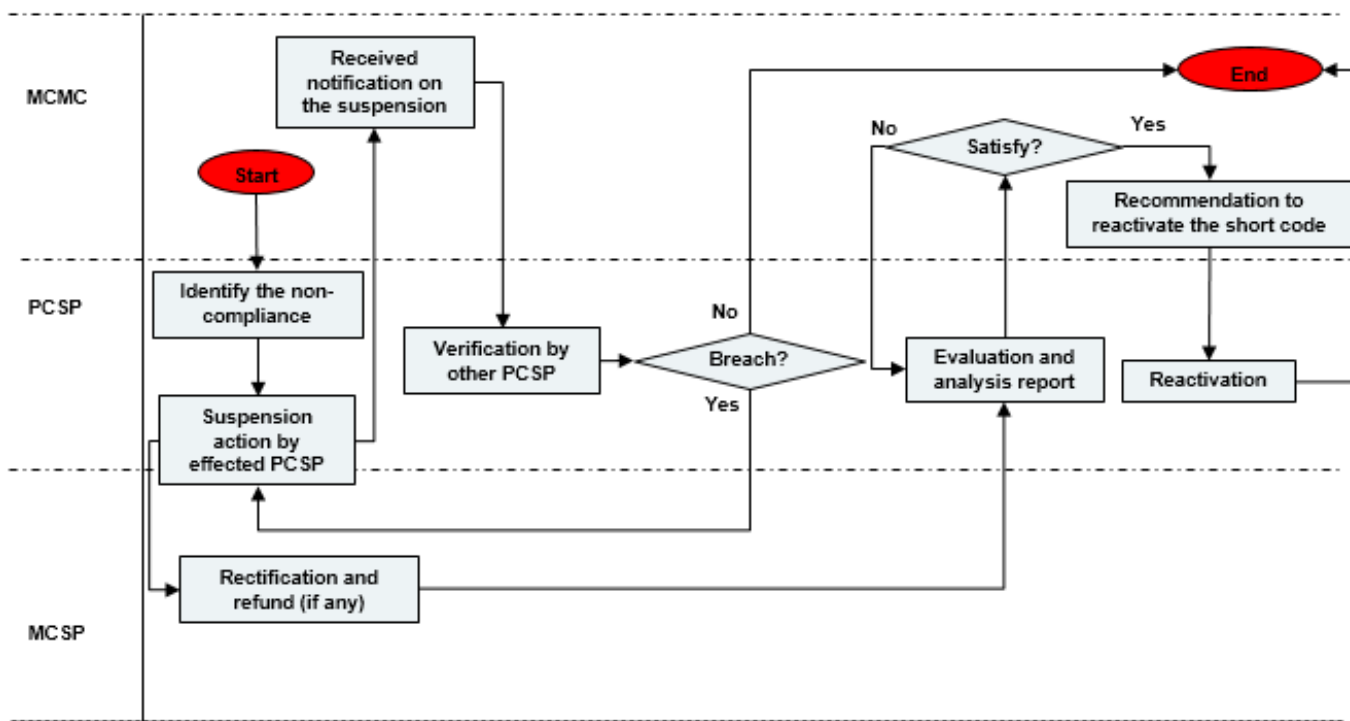 MCMC
Received
notification on
the suspension
Start
End
No
Satisfy?
Yes
Recommendation to
reactivate the short code
PCSP
Identify the non-
compliance
Verification by
other PCSP
No
Breach?
Yes
Evaluation and
analysis report
Reactivation
Suspension
action by
effected PCSP
Rectification and
refund (if any)
MCSP